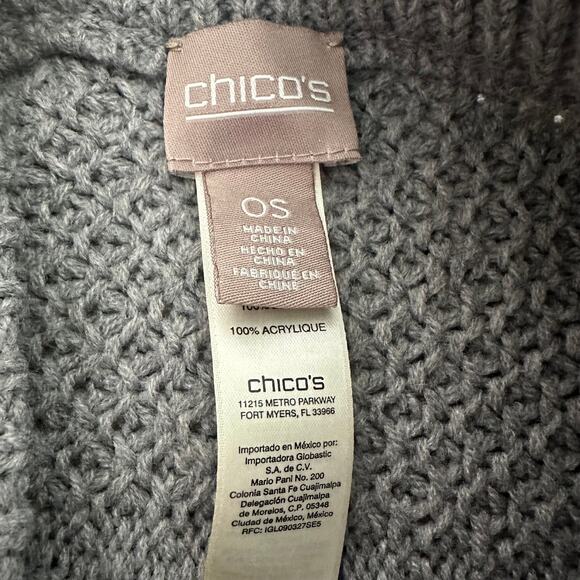 chico's
OS
MADE IN
CHINA
HECHO EN
CHINA
FABRIQUÉ EN
CHINE
100%
100% ACRYLIQUE
chico's
11215 METRO PARKWAY
FORT MYERS, FL 33966
Importado en México por:
Importadora Globastic
S.A. de C.V.
Mario Pani No. 200
Colonia Santa Fe Cuajimalpa
Delegación Cuajimalpa
de Morelos, C.P. 05348
Ciudad de México, México
RFC: IGL090327SE5